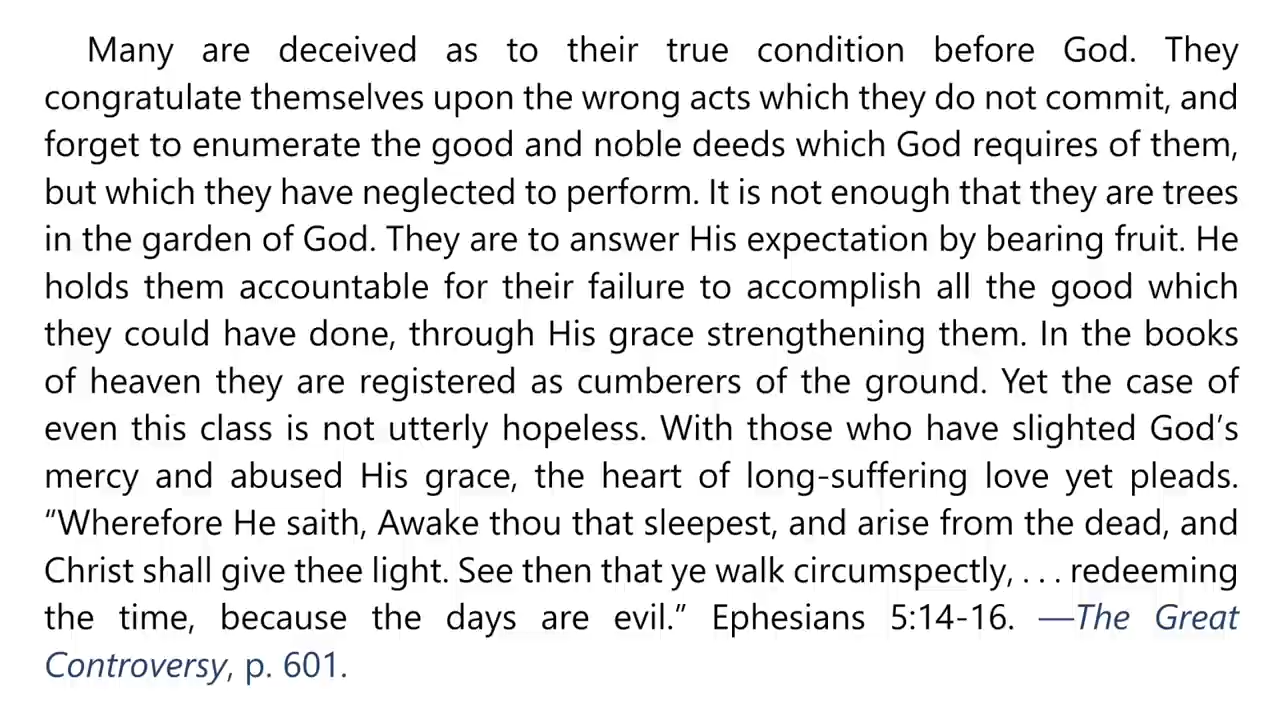 Many are deceived as to their true condition before God. They
congratulate themselves upon the wrong acts which they do not commit, and
forget to enumerate the good and noble deeds which God requires of them,
but which they have neglected to perform. It is not enough that they are trees
in the garden of God. They are to answer His expectation by bearing fruit. He
holds them accountable for their failure to accomplish all the good which
they could have done, through His grace strengthening them. In the books
of heaven they are registered as cumberers of the ground. Yet the case of
even this class is not utterly hopeless. With those who have slighted God’s
mercy and abused His grace, the heart of long-suffering love yet pleads.
“Wherefore He saith, Awake thou that sleepest, and arise from the dead, and
Christ shall give thee light. See then that ye walk circumspectly, . . . redeeming
the time, because the days are evil.” Ephesians 5:14-16. —The Great
Controversy, p. 601.